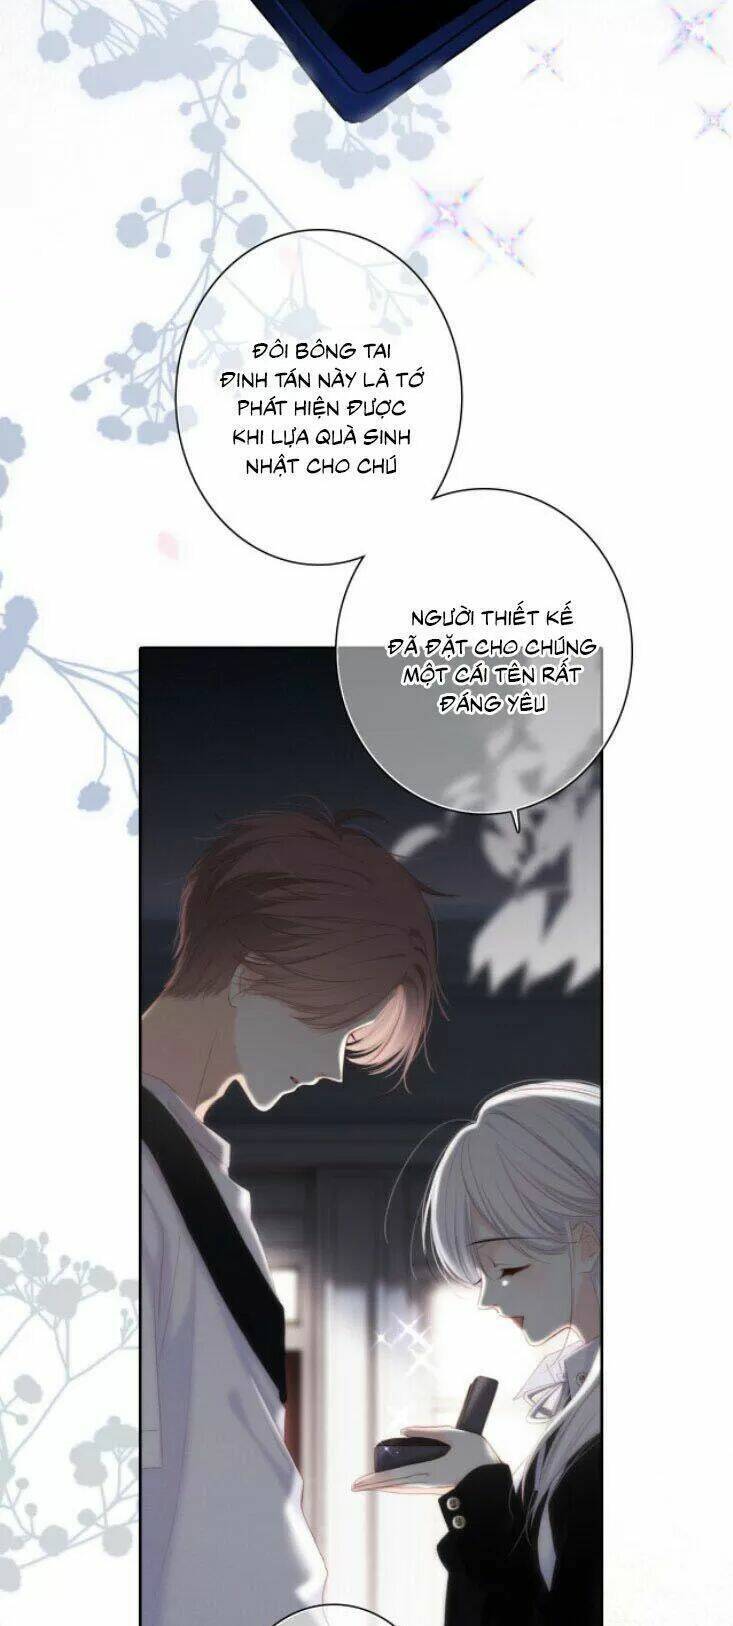 ĐÔI BÔNG TAI
ĐINH TÁN NÀY LÀ TỚ
PHÁT HIỆN ĐƯỢC
KHI LỰA QUÀ SINH
NHẬT CHO CHÚ
NGƯỜI THIẾT KẾ
ĐÃ ĐẶT CHO CHÚNG
MỘT CÁI TÊN RẤT
ĐÁNG YÊU